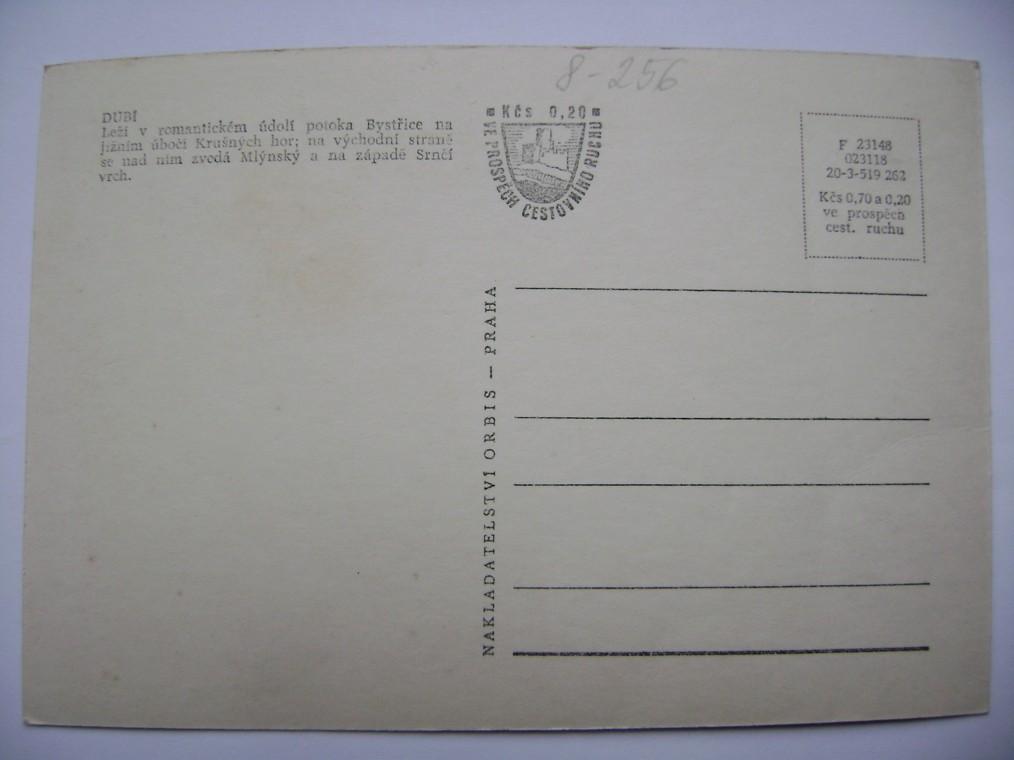 DUBÍ
Leží v romantickém údolí potoka Bystřice na
jižním úbočí Krušných hor; na východní straně
se nad ním zvedá Mlýnský a na západě Srnčí
vrch.
8-256
Kčs 0,20
VE PROSPĚCH CESTOVNÍHO RUCHU
F 23148
023118
20-3-519 262
Kčs 0,70 a 0,20
ve prospěch
cest. ruchu
NAKLADATELSTVÍ ORBIS — PRAHA